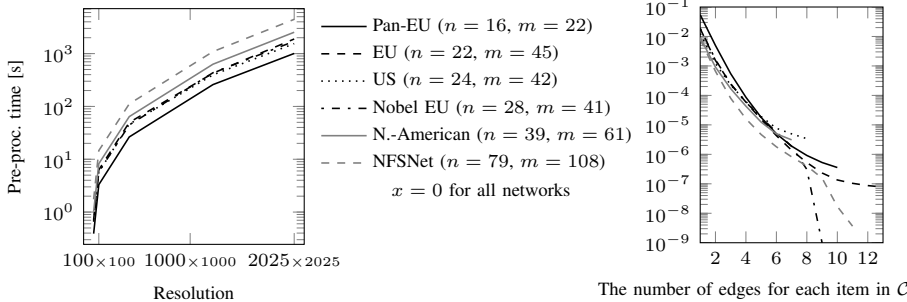 Pre-proc. time [s]
10^3
10^2
10^1
10^0
100×100
1000×1000
2025×2025
Resolution
Pan-EU (n = 16, m = 22)
EU (n = 22, m = 45)
US (n = 24, m = 42)
Nobel EU (n = 28, m = 41)
N.-American (n = 39, m = 61)
NFSNet (n = 79, m = 108)
x = 0 for all networks
10^−1
10^−2
10^−3
10^−4
10^−5
10^−6
10^−7
10^−8
10^−9
2 4 6 8 10 12
The number of edges for each item in C